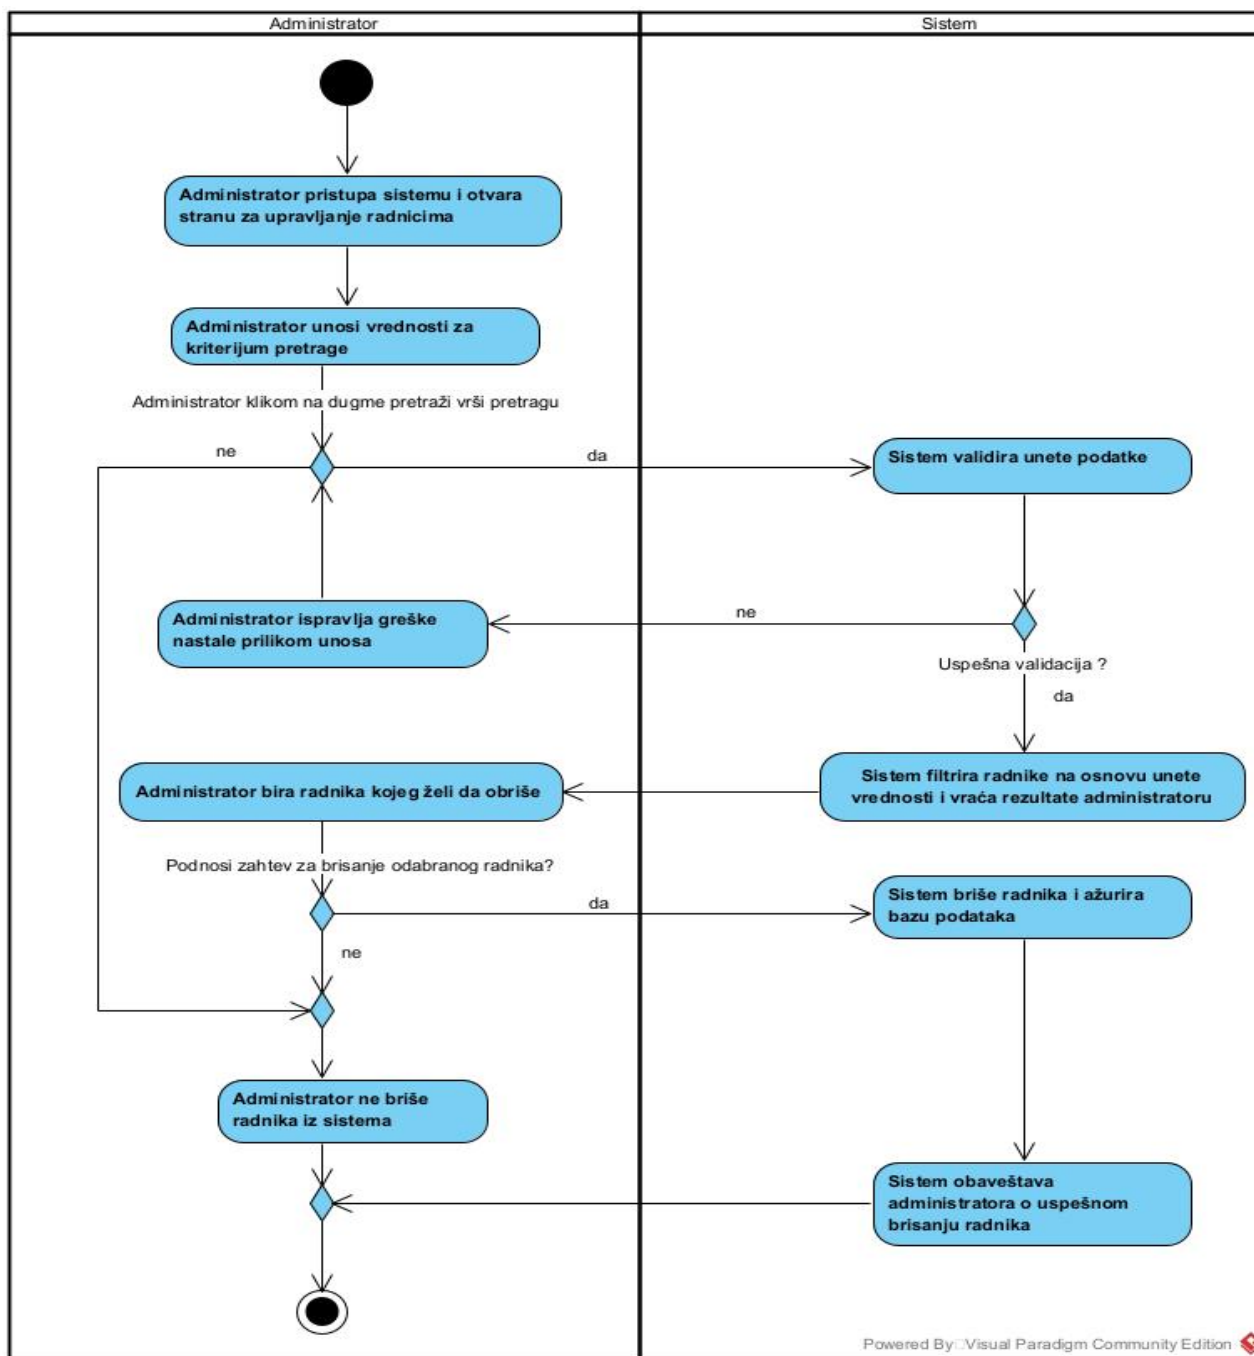 Administrator
Sistem
Administrator pristupa sistemu i otvara
stranu za upravljanje radnicima
Administrator unosi vrednosti za
kriterijum pretrage
Administrator klikom na dugme pretraži vrši pretragu
ne
da
Sistem validira unete podatke
Administrator ispravlja greške
nastale prilikom unosa
ne
Uspešna validacija ?
da
Sistem filtrira radnike na osnovu unete
vrednosti i vraća rezultate administratoru
Administrator bira radnika kojeg želi da obriše
Podnosi zahtev za brisanje odabranog radnika?
da
Sistem briše radnika i ažurira
bazu podataka
ne
Administrator ne briše
radnika iz sistema
Sistem obaveštava
administratora o uspešnom
brisanju radnika
Powered By Visual Paradigm Community Edition